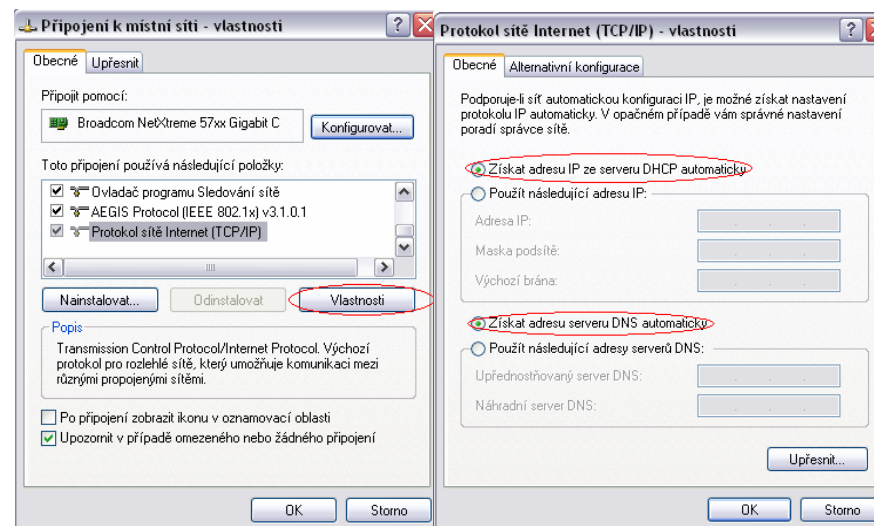 Připojení k místní síti - vlastnosti
Obecné
Upřesnit
Připojit pomocí:
Broadcom NetXtreme 57xx Gigabit C
Konfigurovat...
Toto připojení používá následující položky:
Ovladač programu Sledování sítě
AEGIS Protocol (IEEE 802.1x) v3.1.0.1
Protokol sítě Internet (TCP/IP)
Nainstalovat...
Odinstalovat
Vlastnosti
Popis
Transmission Control Protocol/Internet Protocol. Výchozí
protokol pro rozlehlé sítě, který umožňuje komunikaci mezi
různými propojenými sítěmi.
Po připojení zobrazit ikonu v oznamovací oblasti
Upozornit v případě omezeného nebo žádného připojení
OK
Storno
Protokol sítě Internet (TCP/IP) - vlastnosti
Obecné
Alternativní konfigurace
Podporuje-li síť automatickou konfiguraci IP, je možné získat nastavení
protokolu IP automaticky. V opačném případě vám správné nastavení
poradí správce sítě.
Získat adresu IP ze serveru DHCP automaticky
Použít následující adresu IP:
Adresa IP:
Maska podsítě:
Výchozí brána:
Získat adresu serveru DNS automaticky
Použít následující adresy serverů DNS:
Upřednostňovaný server DNS:
Náhradní server DNS:
Upřesnit...
OK
Storno